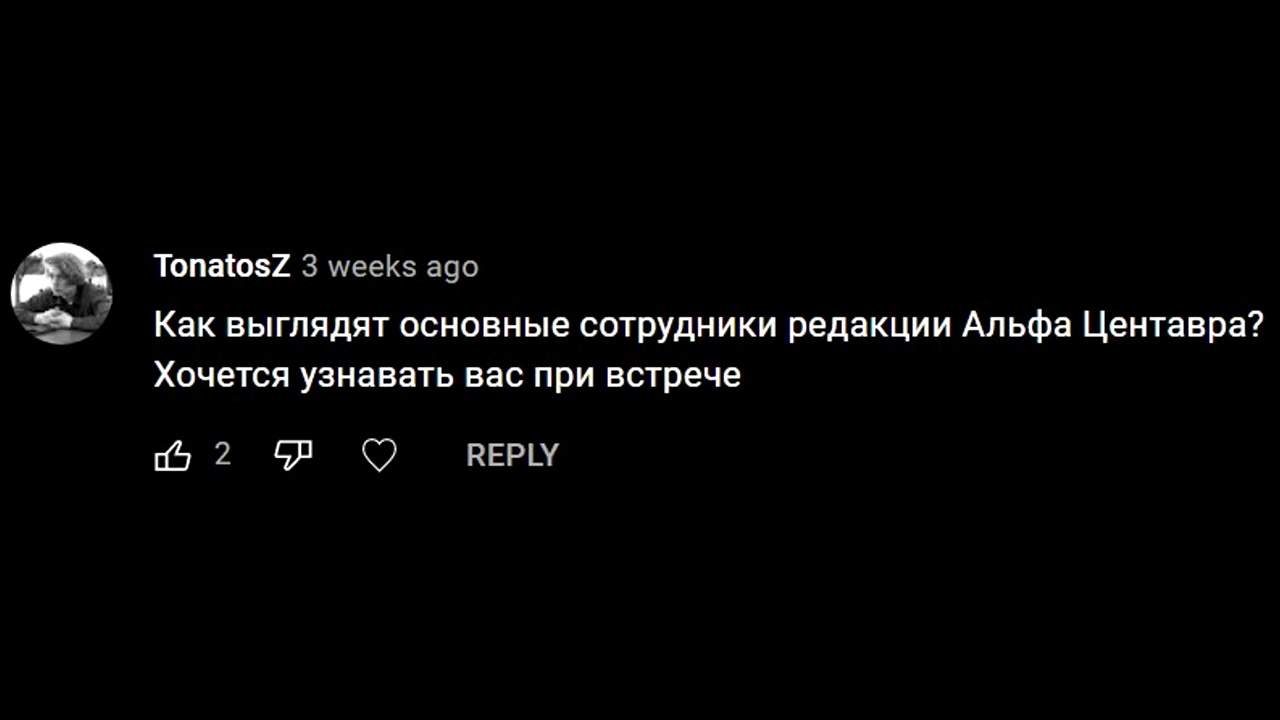 TonatosZ 3 weeks ago
Как выглядят основные сотрудники редакции Альфа Центавра?
Хочется узнавать вас при встрече
2 REPLY